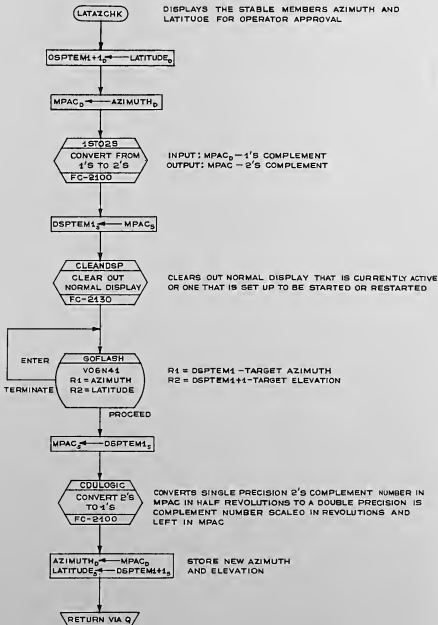 LATAZCHK
DISPLAYS THE STABLE MEMBERS AZIMUTH AND
LATITUDE FOR OPERATOR APPROVAL
DSPTEM1+1D ← LATITUDED
MPACD ← AZIMUTHD
1STO2S
CONVERT FROM
1'S TO 2'S
FC-2100
INPUT: MPACD - 1'S COMPLEMENT
OUTPUT: MPAC - 2'S COMPLEMENT
DSPTEM1S ← MPACS
CLEANDSP
CLEAR OUT
NORMAL DISPLAY
FC-2130
CLEARS OUT NORMAL DISPLAY THAT IS CURRENTLY ACTIVE
OR ONE THAT IS SET UP TO BE STARTED OR RESTARTED
ENTER
TERMINATE
GOFLASH
V06N41
R1 = AZIMUTH
R2 = LATITUDE
R1 = DSPTEM1 - TARGET AZIMUTH
R2 = DSPTEM1+1 - TARGET ELEVATION
PROCEED
MPACS ← DSPTEM1S
CDULOGIC
CONVERT 2'S
TO 1'S
FC-2100
CONVERTS SINGLE PRECISION 2'S COMPLEMENT NUMBER IN
MPAC IN HALF REVOLUTIONS TO A DOUBLE PRECISION 1S
COMPLEMENT NUMBER SCALED IN REVOLUTIONS AND
LEFT IN MPAC
AZIMUTHD ← MPACD
LATITUDES ← DSPTEM1+1S
STORE NEW AZIMUTH
AND ELEVATION
RETURN VIA Q